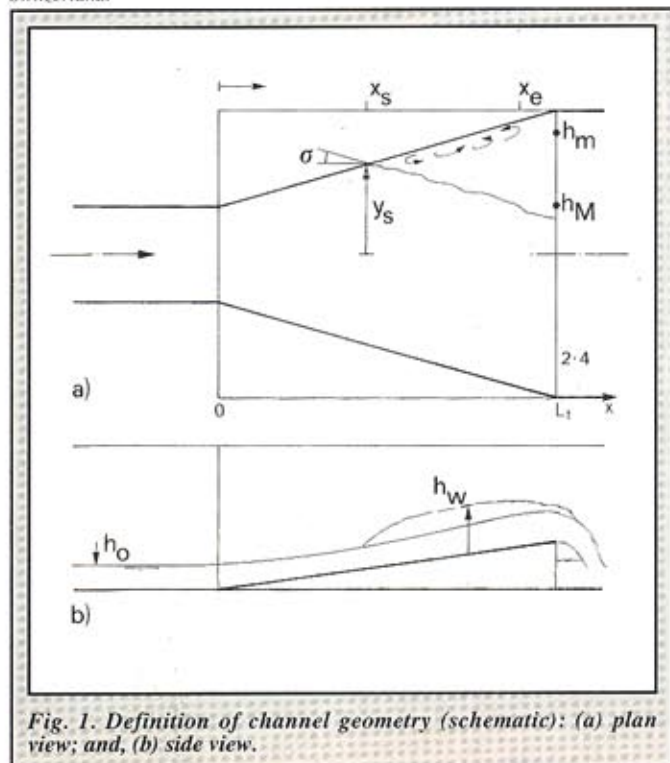 x_s
x_e
h_m
σ
h_M
y_s
2·4
a)
0
L_t
x
h_w
h_o
b)
Fig. 1. Definition of channel geometry (schematic): (a) plan
view; and, (b) side view.